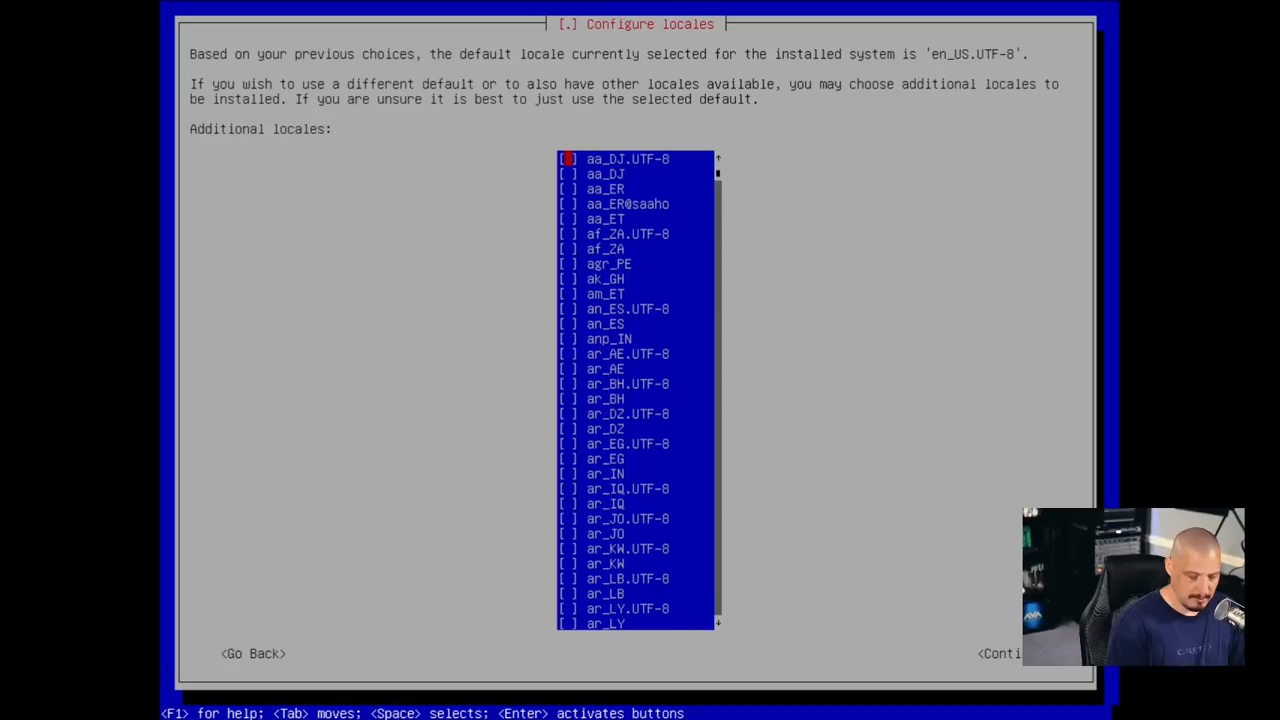 [.] Configure locales
Based on your previous choices, the default locale currently selected for the installed system is 'en_US.UTF-8'.
If you wish to use a different default or to also have other locales available, you may choose additional locales to
be installed. If you are unsure it is best to just use the selected default.
Additional locales:
[ ] aa_DJ.UTF-8
[ ] aa_DJ
[ ] aa_ER
[ ] aa_ER@saaho
[ ] aa_ET
[ ] af_ZA.UTF-8
[ ] af_ZA
[ ] agr_PE
[ ] ak_GH
[ ] am_ET
[ ] an_ES.UTF-8
[ ] an_ES
[ ] anp_IN
[ ] ar_AE.UTF-8
[ ] ar_AE
[ ] ar_BH.UTF-8
[ ] ar_BH
[ ] ar_DZ.UTF-8
[ ] ar_DZ
[ ] ar_EG.UTF-8
[ ] ar_EG
[ ] ar_IN
[ ] ar_IQ.UTF-8
[ ] ar_IQ
[ ] ar_JO.UTF-8
[ ] ar_JO
[ ] ar_KW.UTF-8
[ ] ar_KW
[ ] ar_LB.UTF-8
[ ] ar_LB
[ ] ar_LY.UTF-8
[ ] ar_LY
<Go Back> <Conti
<F1> for help; <Tab> moves; <Space> selects; <Enter> activates buttons